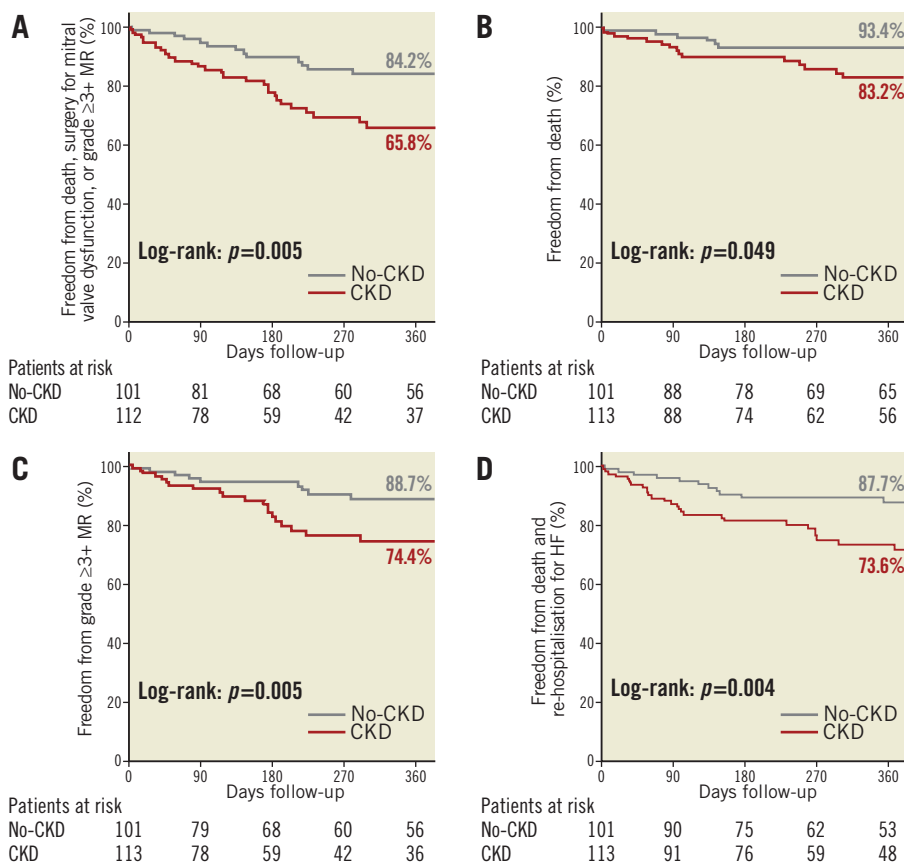 A
Freedom from death, surgery for mitral
valve dysfunction, or grade ≥3+ MR (%)
100
80
60
40
20
0
84.2%
65.8%
Log-rank: p=0.005
No-CKD
CKD
0 90 180 270 360
Days follow-up
Patients at risk
No-CKD 101 81 68 60 56
CKD 112 78 59 42 37
B
Freedom from death (%)
100
80
60
40
20
0
93.4%
83.2%
Log-rank: p=0.049
No-CKD
CKD
0 90 180 270 360
Days follow-up
Patients at risk
No-CKD 101 88 78 69 65
CKD 113 88 74 62 56
C
Freedom from grade ≥3+ MR (%)
100
80
60
40
20
0
88.7%
74.4%
Log-rank: p=0.005
No-CKD
CKD
0 90 180 270 360
Days follow-up
Patients at risk
No-CKD 101 79 68 60 56
CKD 113 78 59 42 36
D
Freedom from death and
re-hospitalisation for HF (%)
100
80
60
40
20
0
87.7%
73.6%
Log-rank: p=0.004
No-CKD
CKD
0 90 180 270 360
Days follow-up
Patients at risk
No-CKD 101 90 75 62 53
CKD 113 91 76 59 48